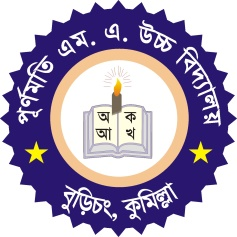 পূর্ণমতি এম. এ. উচ্চ বিদ্যালয়
অ ক
আ খ
বুড়িচং, কুমিল্লা